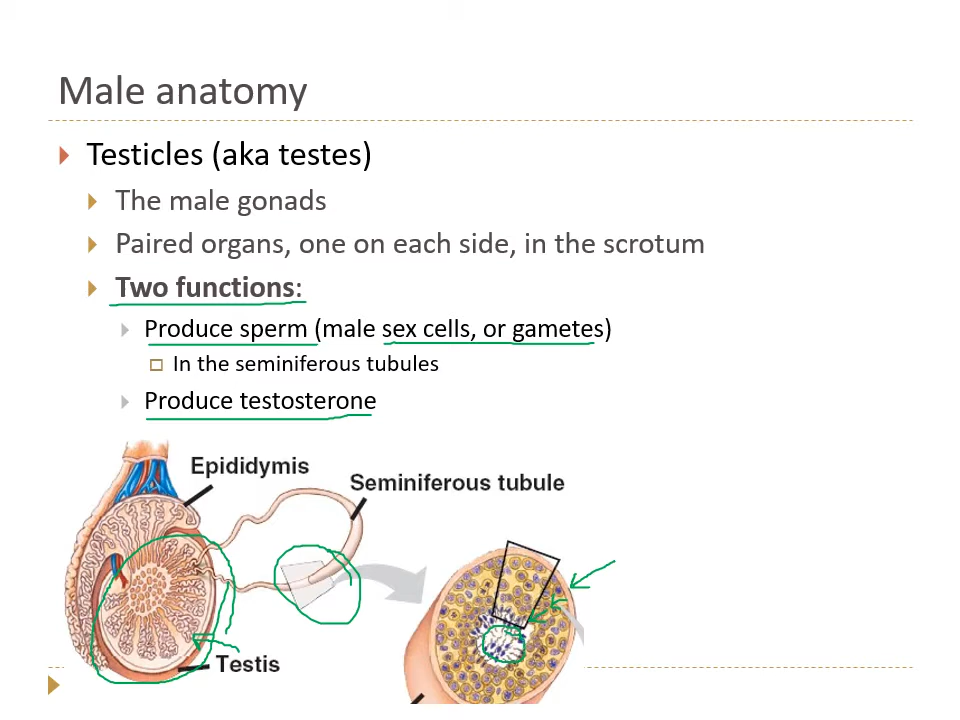 Male anatomy
Testicles (aka testes)
The male gonads
Paired organs, one on each side, in the scrotum
Two functions:
Produce sperm (male sex cells, or gametes)
In the seminiferous tubules
Produce testosterone
Epididymis
Seminiferous tubule
Testis